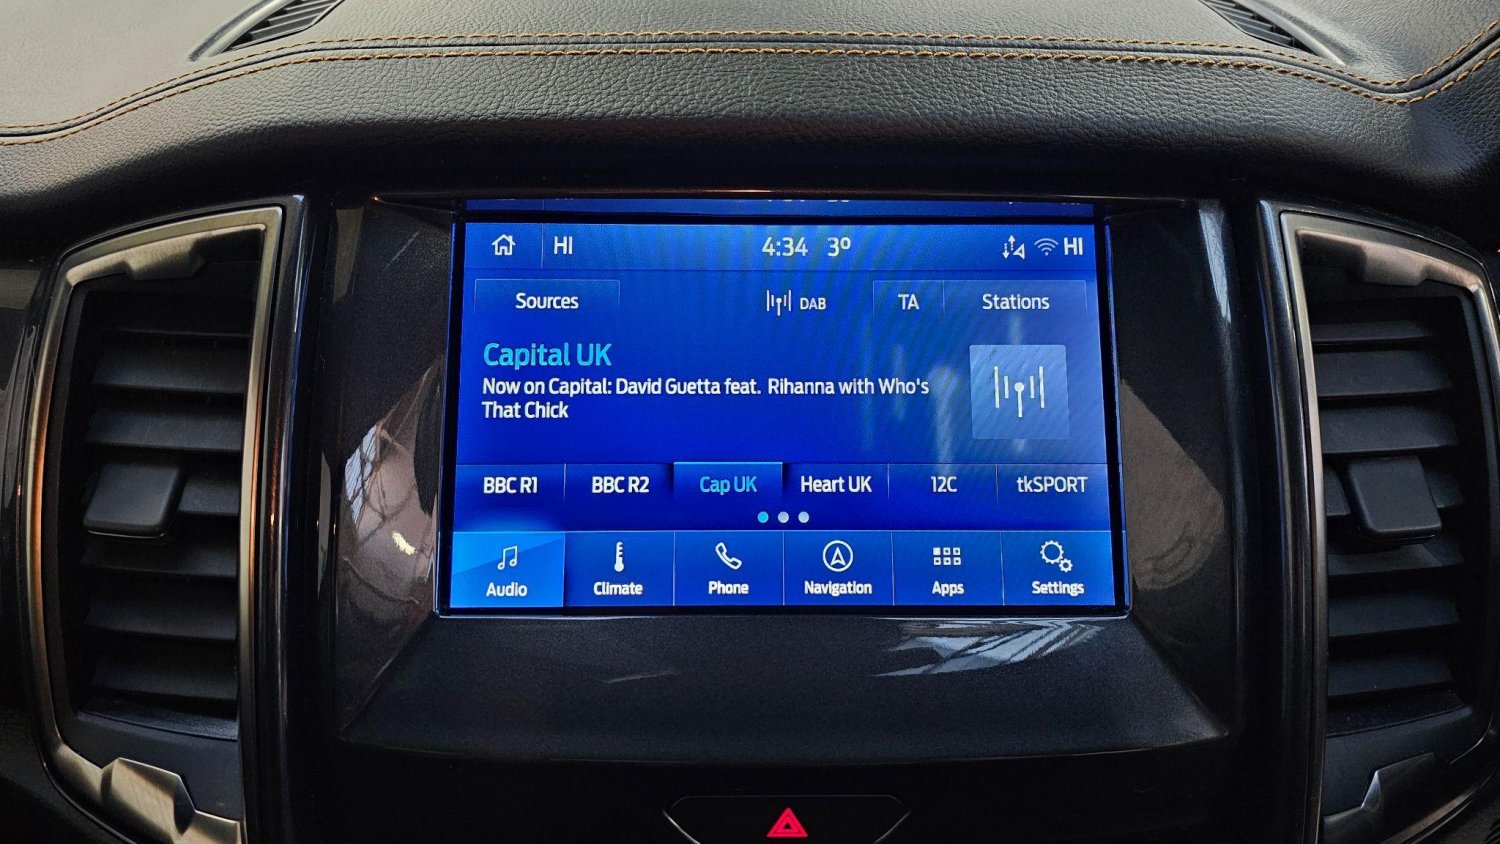 HI 4:34 3º HI
Sources DAB TA Stations
Capital UK
Now on Capital: David Guetta feat. Rihanna with Who's
That Chick
BBC R1 BBC R2 Cap UK Heart UK 12C tkSPORT
Audio Climate Phone Navigation Apps Settings